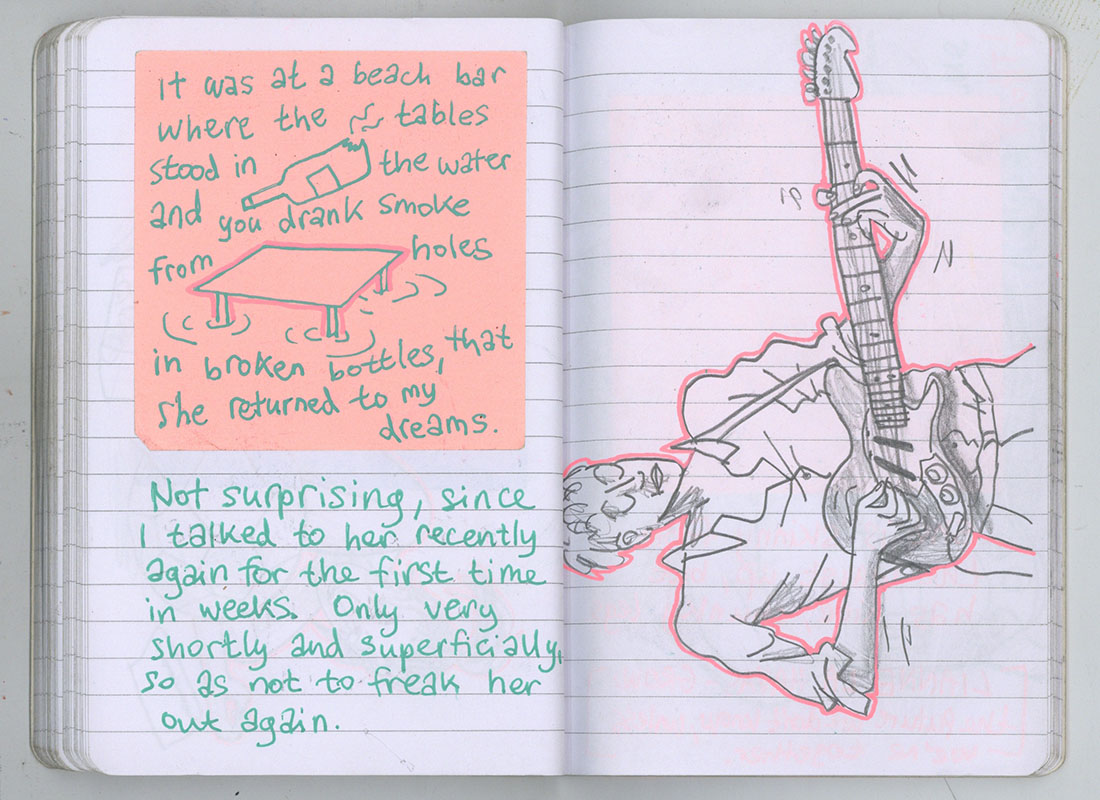 It was at a beach bar
where the tables
stood in the water
and you drank smoke
from holes
in broken bottles, that
she returned to my
dreams.
Not surprising, since
I talked to her recently
again for the first time
in weeks. Only very
shortly and superficially,
so as not to freak her
out again.